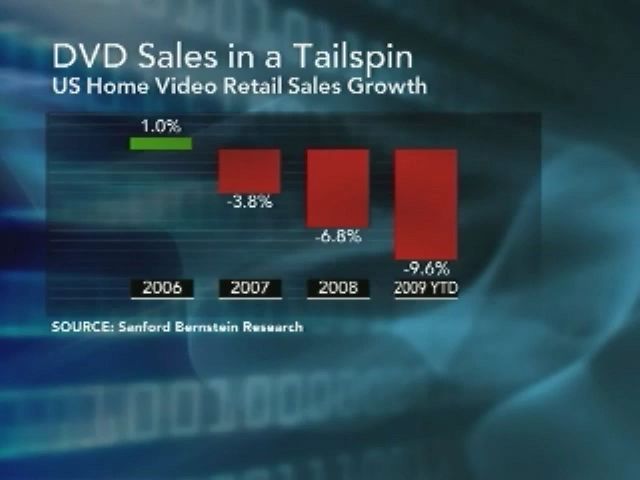 DVD Sales in a Tailspin
US Home Video Retail Sales Growth
1.0%
-3.8%
-6.8%
-9.6%
2006 2007 2008 2009 YTD
SOURCE: Sanford Bernstein Research